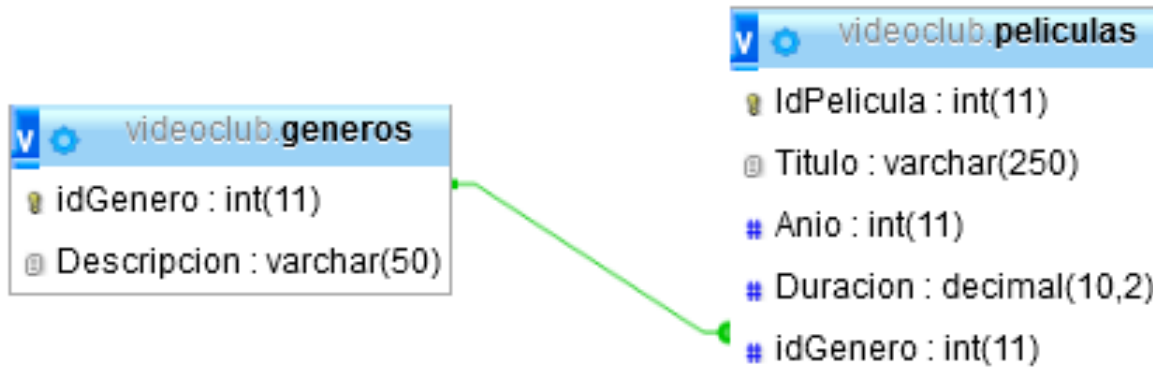 v videoclub.generos
idGenero : int(11)
Descripcion : varchar(50)
v videoclub.peliculas
IdPelicula : int(11)
Titulo : varchar(250)
# Anio : int(11)
# Duracion : decimal(10,2)
# idGenero : int(11)